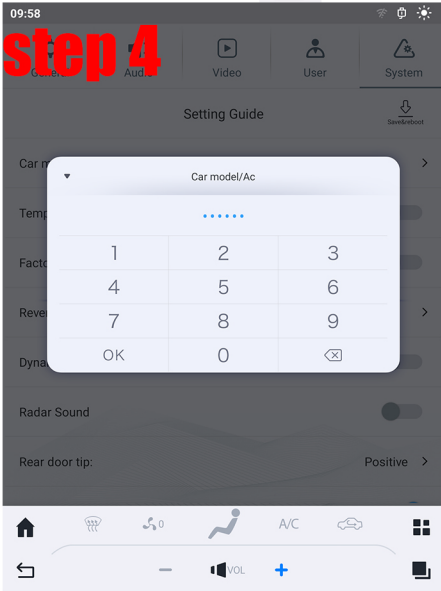 09:58
step 4
Video
User
System
Setting Guide
Save&reboot
Car model/Ac
1 2 3
4 5 6
7 8 9
OK 0
Radar Sound
Rear door tip: Positive
0 A/C
VOL